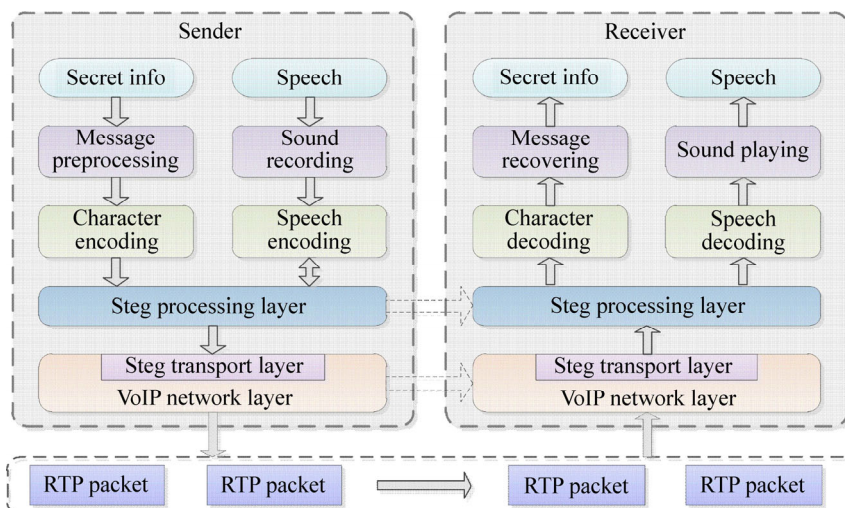 Sender
Secret info
Speech
Message
preprocessing
Sound
recording
Character
encoding
Speech
encoding
Steg processing layer
Steg transport layer
VoIP network layer
Receiver
Secret info
Speech
Message
recovering
Sound playing
Character
decoding
Speech
decoding
Steg processing layer
Steg transport layer
VoIP network layer
RTP packet
RTP packet
RTP packet
RTP packet